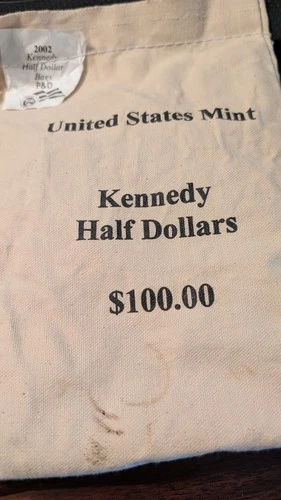 2002
Kennedy
Half Dollar
Bags
P&D
United States Mint
Kennedy
Half Dollars
$100.00